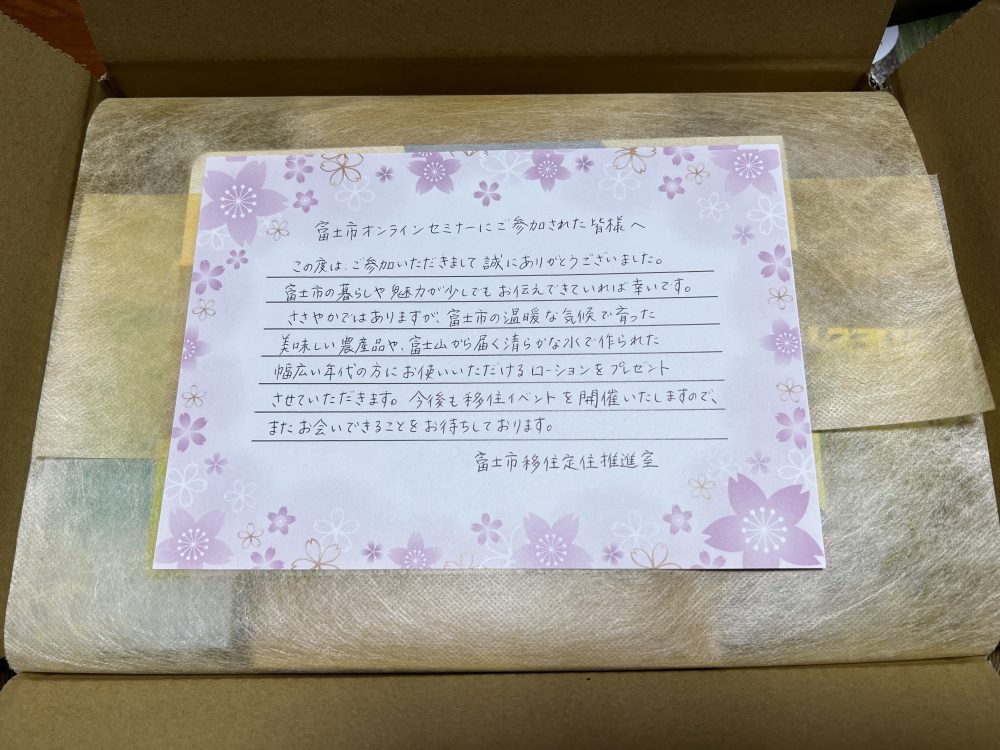 富士市オンラインセミナーにご参加された皆様へ
この度は、ご参加いただきまして誠にありがとうございました。
富士市の暮らしや魅力が少しでもお伝えできていれば幸いです。
ささやかではありますが、富士市の温暖な気候で育った
美味しい農産品や、富士山から届く清らかな水で作られた
幅広い年代の方にお使いいただけるローションをプレゼント
させていただきます。今後も移住イベントを開催いたしますので、
またお会いできることをお待ちしております。
富士市移住定住推進室